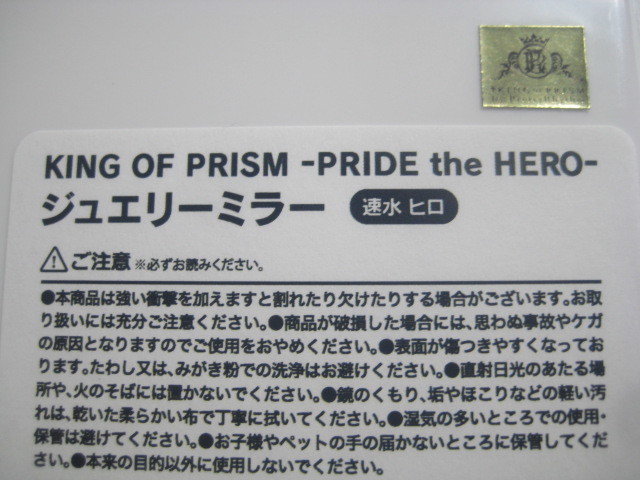 KING OF PRISM -PRIDE the HERO-
ジュエリーミラー 速水 ヒロ
ご注意 ※必ずお読みください。
●本商品は強い衝撃を加えますと割れたり欠けたりする場合がございます。お取
り扱いには充分ご注意ください。●商品が破損した場合には、思わぬ事故やケガ
の原因となりますのでご使用をおやめください。●表面が傷つきやすくなっており
ます。たわし又は、みがき粉での洗浄はお避けください。●直射日光のあたる場
所や、火のそばには置かないでください。●鏡のくもり、垢やほこりなどの軽い汚
れは、乾いた柔らかい布で丁寧に拭いてください。●湿気の多いところでの使用・
保管は避けてください。●お子様やペットの手の届かないところに保管してくだ
さい。●本来の目的以外に使用しないでください。